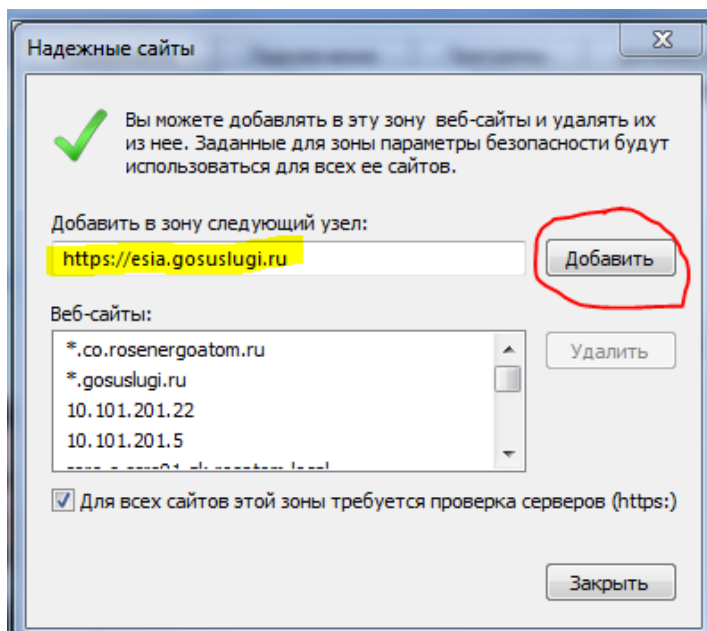 Надежные сайты
Вы можете добавлять в эту зону веб-сайты и удалять их
из нее. Заданные для зоны параметры безопасности будут
использоваться для всех ее сайтов.
Добавить в зону следующий узел:
https://esia.gosuslugi.ru
Добавить
Веб-сайты:
*.co.rosenergoatom.ru
Удалить
*.gosuslugi.ru
10.101.201.22
10.101.201.5
Для всех сайтов этой зоны требуется проверка серверов (https:)
Закрыть